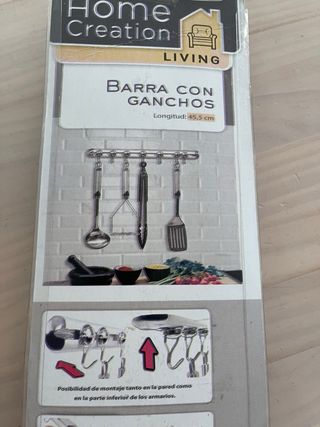 Home
Creation
LIVING
BARRA CON
GANCHOS
Longitud: 45,5 cm
Posibilidad de montaje tanto en la pared como
en la parte inferior de los armarios.